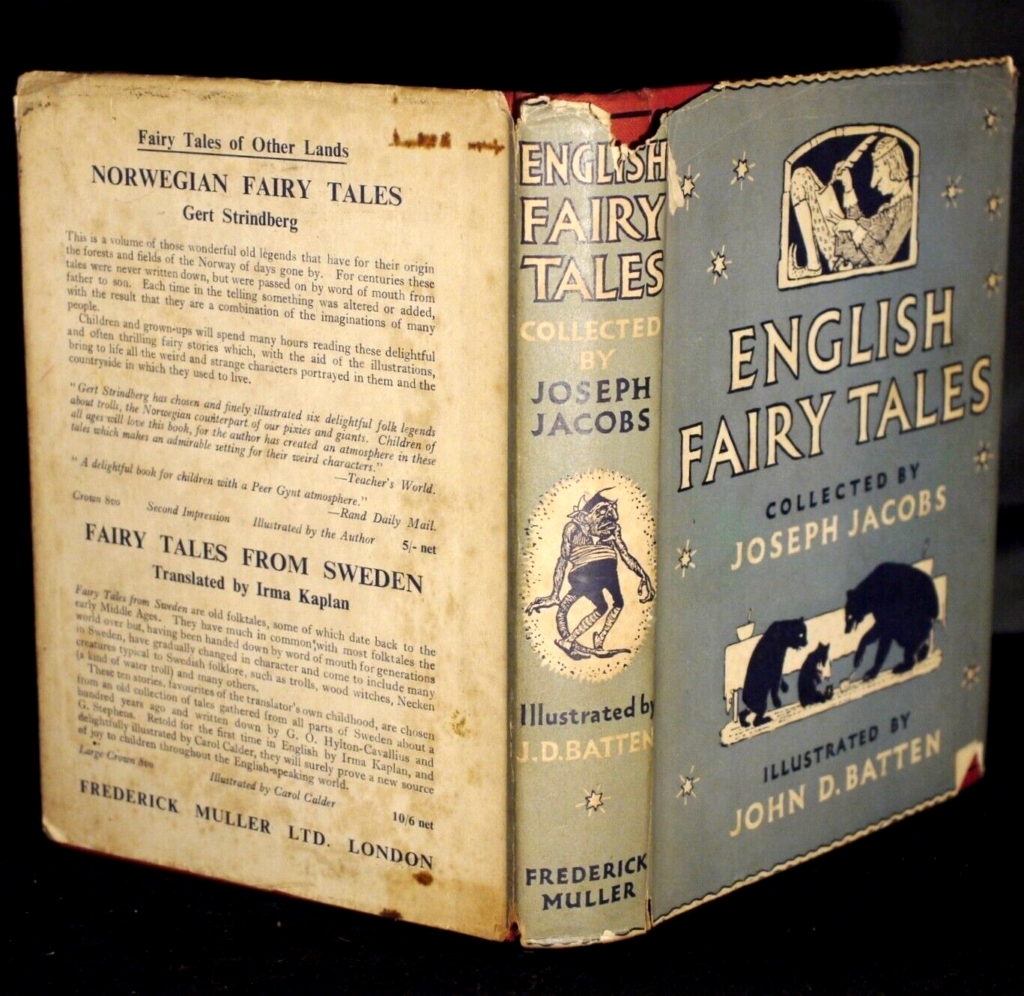 Fairy Tales of Other Lands
NORWEGIAN FAIRY TALES
Gert Strindberg
This is a volume of those wonderful old legends that have for their origin
the forests and fields of the Norway of days gone by. For centuries these
tales were never written down, but were passed on by word of mouth from
father to son. Each time in the telling something was altered or added,
with the result that they are a combination of the imaginations of many
people.
Children and grown-ups will spend many hours reading these delightful
and often thrilling fairy stories which, with the aid of the illustrations,
bring to life all the weird and strange characters portrayed in them and the
countryside in which they used to live.
"Gert Strindberg has chosen and finely illustrated six delightful folk legends
about trolls, the Norwegian counterpart of our pixies and giants. Children of
all ages will love this book, for the author has created an atmosphere in these
tales which makes an admirable setting for their weird characters."
—Teacher's World.
"A delightful book for children with a Peer Gynt atmosphere."
—Rand Daily Mail.
Crown 8vo Second Impression Illustrated by the Author 5/- net
FAIRY TALES FROM SWEDEN
Translated by Irma Kaplan
Fairy Tales from Sweden are old folktales, some of which date back to the
early Middle Ages. They have much in common with most folktales the
world over but, having been handed down by word of mouth for generations
in Sweden, have gradually changed in character and come to include many
creatures typical to Swedish folklore, such as trolls, wood witches, Necken
(a kind of water troll) and many others.
These ten stories, favourites of the translator's own childhood, are chosen
from an old collection of tales gathered from all parts of Sweden about a
hundred years ago and written down by G. O. Hylton-Cavallius and
G. Stephens. Retold for the first time in English by Irma Kaplan, and
delightfully illustrated by Carol Calder, they will surely prove a new source
of joy to children throughout the English-speaking world.
Large Crown 8vo Illustrated by Carol Calder 10/6 net
FREDERICK MULLER LTD. LONDON
ENGLISH
FAIRY
TALES
COLLECTED
BY
JOSEPH
JACOBS
Illustrated by
J.D.BATTEN
FREDERICK
MULLER
ENGLISH
FAIRY TALES
COLLECTED BY
JOSEPH JACOBS
ILLUSTRATED BY
JOHN D. BATTEN